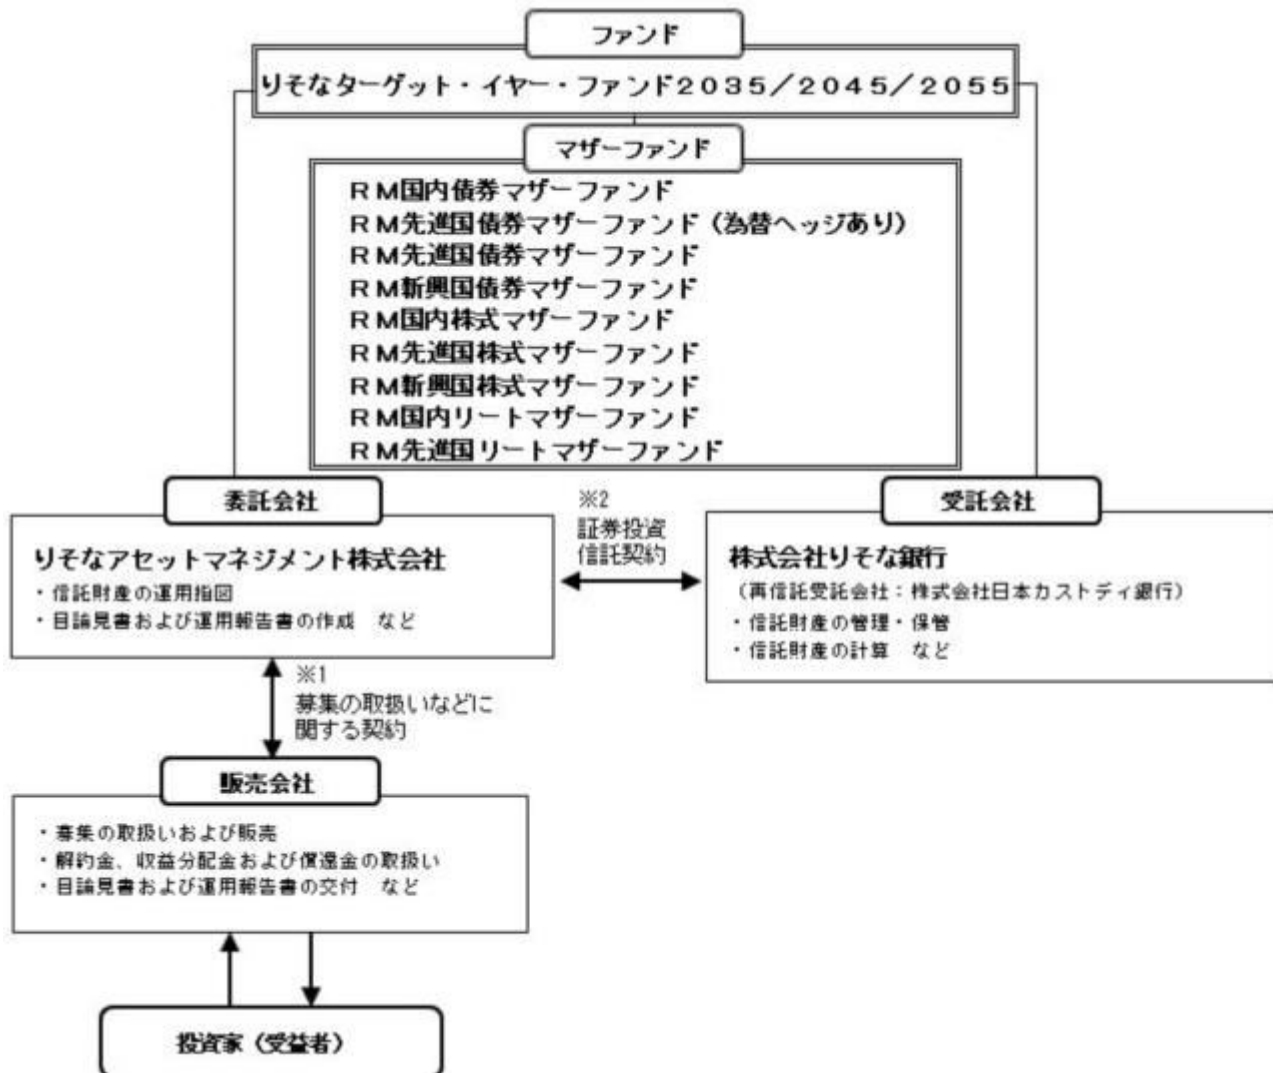 ファンド
りそなターゲット・イヤー・ファンド2035/2045/2055
マザーファンド
RM国内債券マザーファンド
RM先進国債券マザーファンド(為替ヘッジあり)
RM先進国債券マザーファンド
RM新興国債券マザーファンド
RM国内株式マザーファンド
RM先進国株式マザーファンド
RM新興国株式マザーファンド
RM国内リートマザーファンド
RM先進国リートマザーファンド
委託会社
りそなアセットマネジメント株式会社
・信託財産の運用指図
・目論見書および運用報告書の作成 など
※2
証券投資
信託契約
受託会社
株式会社りそな銀行
(再信託受託会社:株式会社日本カストディ銀行)
・信託財産の管理・保管
・信託財産の計算 など
※1
募集の取扱いなどに
関する契約
販売会社
・募集の取扱いおよび販売
・解約金、収益分配金および償還金の取扱い
・目論見書および運用報告書の交付 など
投資家(受益者)